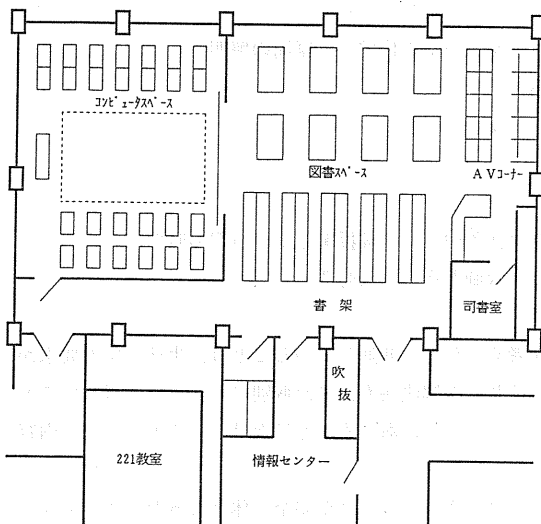 コンピュータスペース
図書スペース
AVコーナー
書架
司書室
吹抜
221教室
情報センター